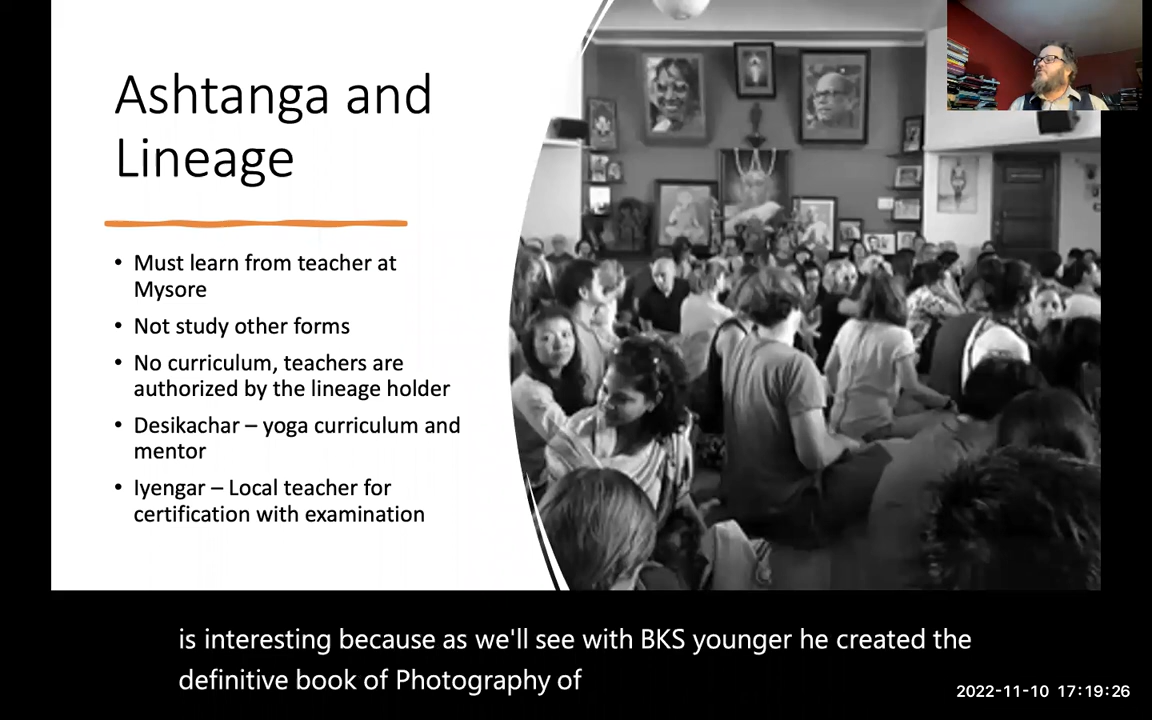 Ashtanga and
Lineage
• Must learn from teacher at
Mysore
• Not study other forms
• No curriculum, teachers are
authorized by the lineage holder
• Desikachar – yoga curriculum and
mentor
• Iyengar – Local teacher for
certification with examination
is interesting because as we'll see with BKS younger he created the
definitive book of Photography of
2022-11-10 17:19:26